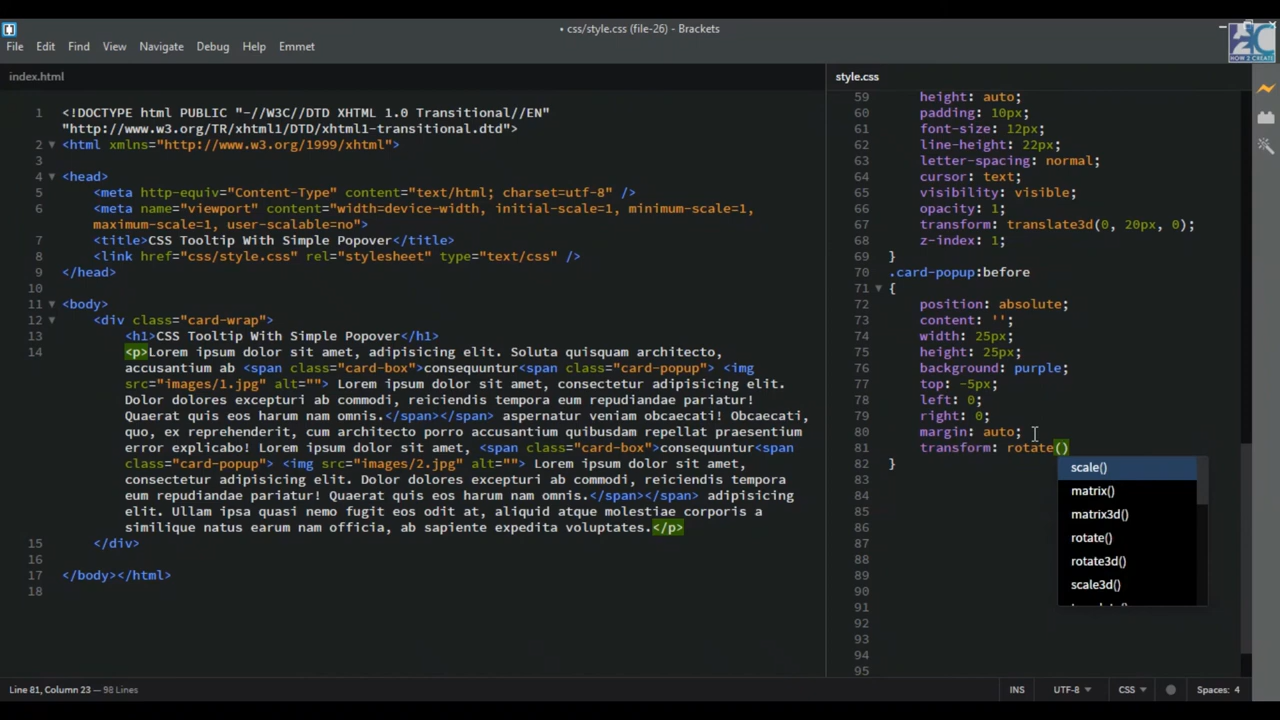 css/style.css (file-26) - Brackets
File Edit Find View Navigate Debug Help Emmet
HOW 2 CREATE
index.html
1 <!DOCTYPE html PUBLIC "-//W3C//DTD XHTML 1.0 Transitional//EN"
"http://www.w3.org/TR/xhtml1/DTD/xhtml1-transitional.dtd">
2 <html xmlns="http://www.w3.org/1999/xhtml">
3
4 <head>
5 <meta http-equiv="Content-Type" content="text/html; charset=utf-8" />
6 <meta name="viewport" content="width=device-width, initial-scale=1, minimum-scale=1,
maximum-scale=1, user-scalable=no">
7 <title>CSS Tooltip With Simple Popover</title>
8 <link href="css/style.css" rel="stylesheet" type="text/css" />
9 </head>
10
11 <body>
12 <div class="card-wrap">
13 <h1>CSS Tooltip With Simple Popover</h1>
14 <p>Lorem ipsum dolor sit amet, adipisicing elit. Soluta quisquam architecto,
accusantium ab <span class="card-box">consequuntur<span class="card-popup"> <img
src="images/1.jpg" alt=""> Lorem ipsum dolor sit amet, consectetur adipisicing elit.
Dolores excepturi ab commodi, reiciendis tempora em repudiandae pariatur!
Quaerat quis eos harum nam omnis.</span></span> aspernatur veniam obcaecati! Obcaecati,
quo, ex reprehenderit, cum architecto porro accusantium quibusdam voluptas praesentium
error explicabo! Lorem ipsum dolor sit amet, <span class="card-box">consequuntur<span
class="card-popup"> <img src="images/2.jpg" alt=""> Lorem ipsum dolor sit amet,
consectetur adipisicing elit. Dolores excepturi ab commodi, reiciendis tempora em
repudiandae pariatur! Quaerat quis eos harum nam omnis.</span></span> adipisicing
elit. Ullam ipsa quasi nemo fugit eos odit at, aliquid atque molestiae corporis a
similique natus earum nam officia, ab sapiente expedita voluptates.</p>
15 </div>
16
17 </body></html>
18
style.css
59 height: auto;
60 padding: 10px;
61 font-size: 12px;
62 line-height: 22px;
63 letter-spacing: normal;
64 cursor: text;
65 visibility: visible;
66 opacity: 1;
67 transform: translate3d(0, 20px, 0);
68 z-index: 1;
69 }
70 .card-popup:before
71 {
72 position: absolute;
73 content: '';
74 width: 25px;
75 height: 25px;
76 background: purple;
77 top: -5px;
78 left: 0;
79 right: 0;
80 margin: auto;
81 transform: rotate()
82 }
83
84
85
86
87
88
89
90
91
92
93
94
95
scale()
matrix()
matrix3d()
rotate()
rotate3d()
scale3d()
Line 81, Column 23 — 98 Lines
INS UTF-8 CSS Spaces: 4